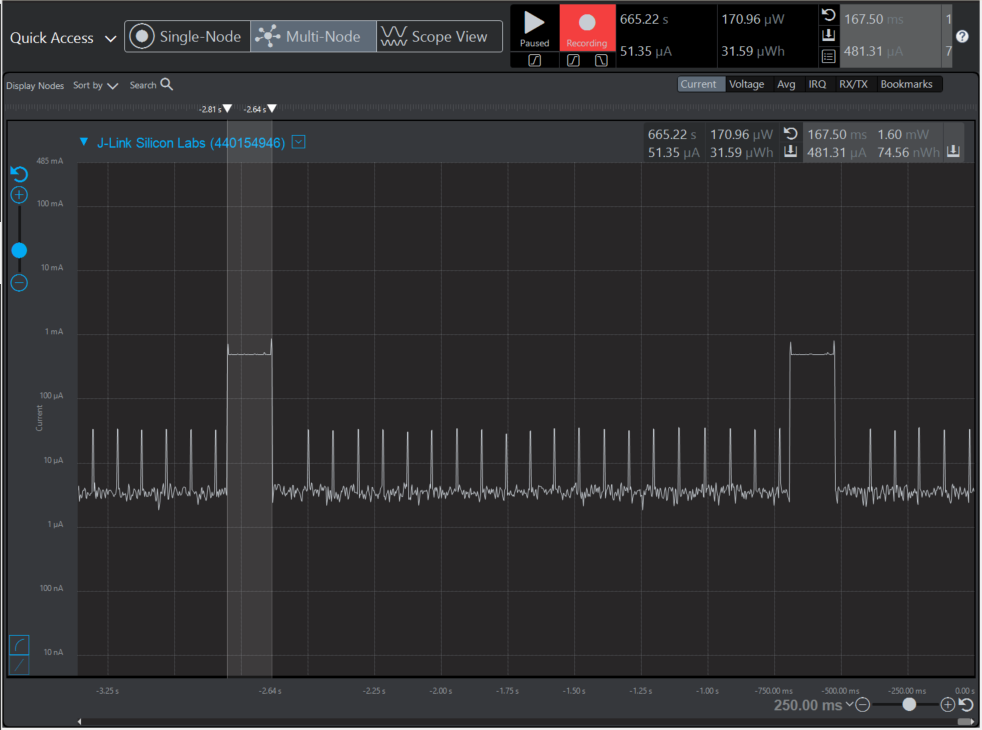 Quick Access Single-Node Multi-Node Scope View
Paused Recording
665.22 s 170.96 µW 167.50 ms 1
51.35 µA 31.59 µWh 481.31 µA 7
?
Display Nodes Sort by Search
Current Voltage Avg IRQ RX/TX Bookmarks
-2.81 s -2.64 s
J-Link Silicon Labs (440154946)
665.22 s 170.96 µW 167.50 ms 1.60 mW
51.35 µA 31.59 µWh 481.31 µA 74.56 nWh
485 mA
100 mA
10 mA
1 mA
100 µA
Current
10 µA
1 µA
100 nA
10 nA
-3.25 s -2.64 s -2.25 s -2.00 s -1.75 s -1.50 s -1.25 s -1.00 s -750.00 ms -500.00 ms -250.00 ms 0.00 s
250.00 ms